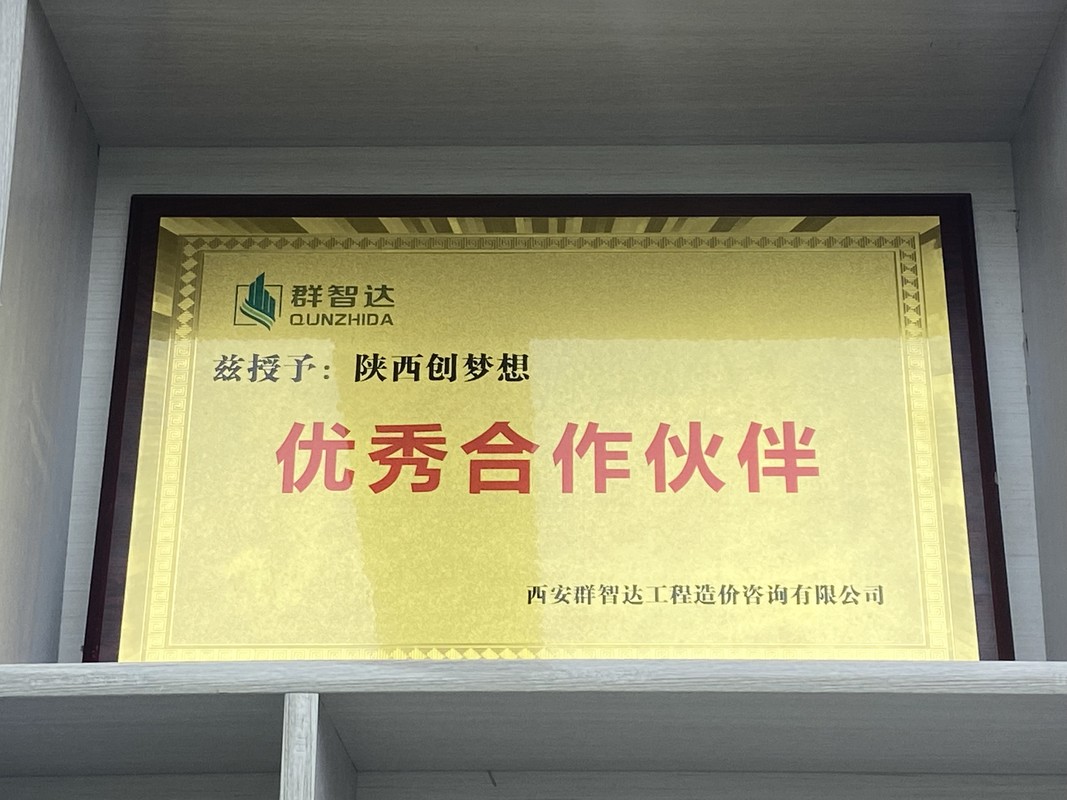 群智达
QUNZHIDA
兹授予：陕西创梦想
优秀合作伙伴
西安群智达工程造价咨询有限公司